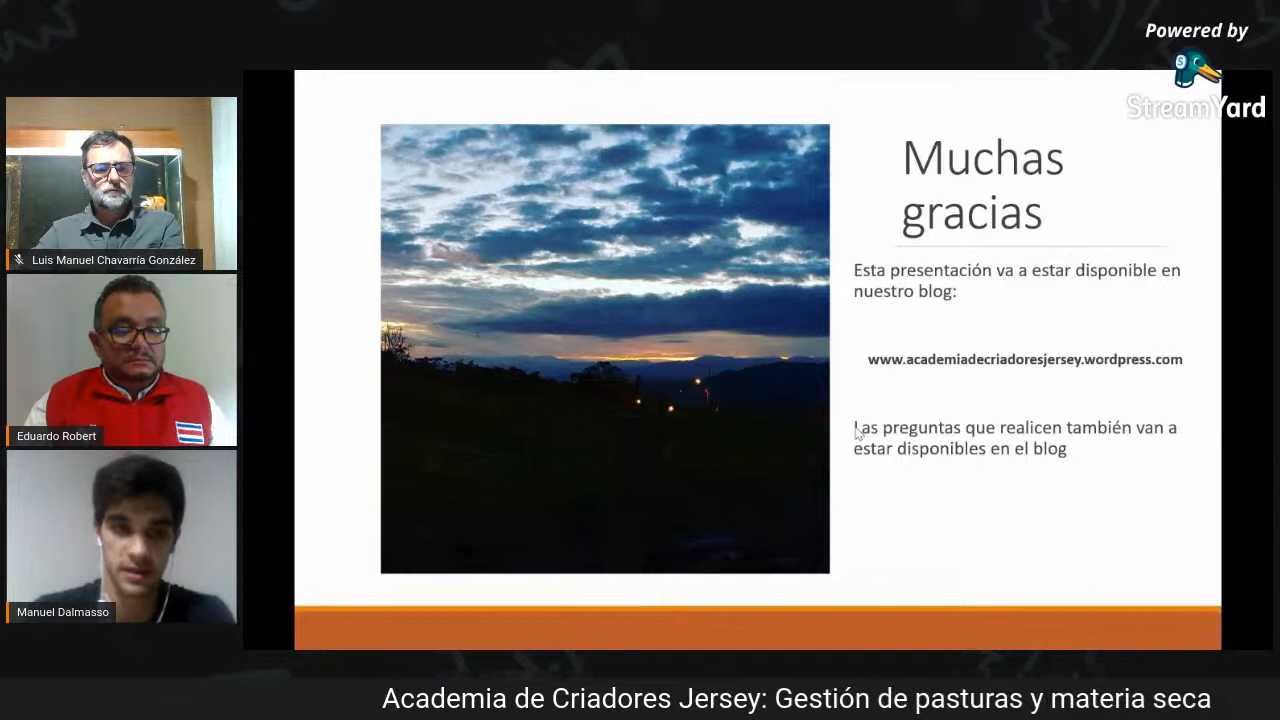 Powered by
StreamYard
Luis Manuel Chavarría González
Eduardo Robert
Manuel Dalmasso
Muchas
gracias
Esta presentación va a estar disponible en
nuestro blog:
www.academiadecriadoresjersey.wordpress.com
Las preguntas que realicen también van a
estar disponibles en el blog
Academia de Criadores Jersey: Gestión de pasturas y materia seca